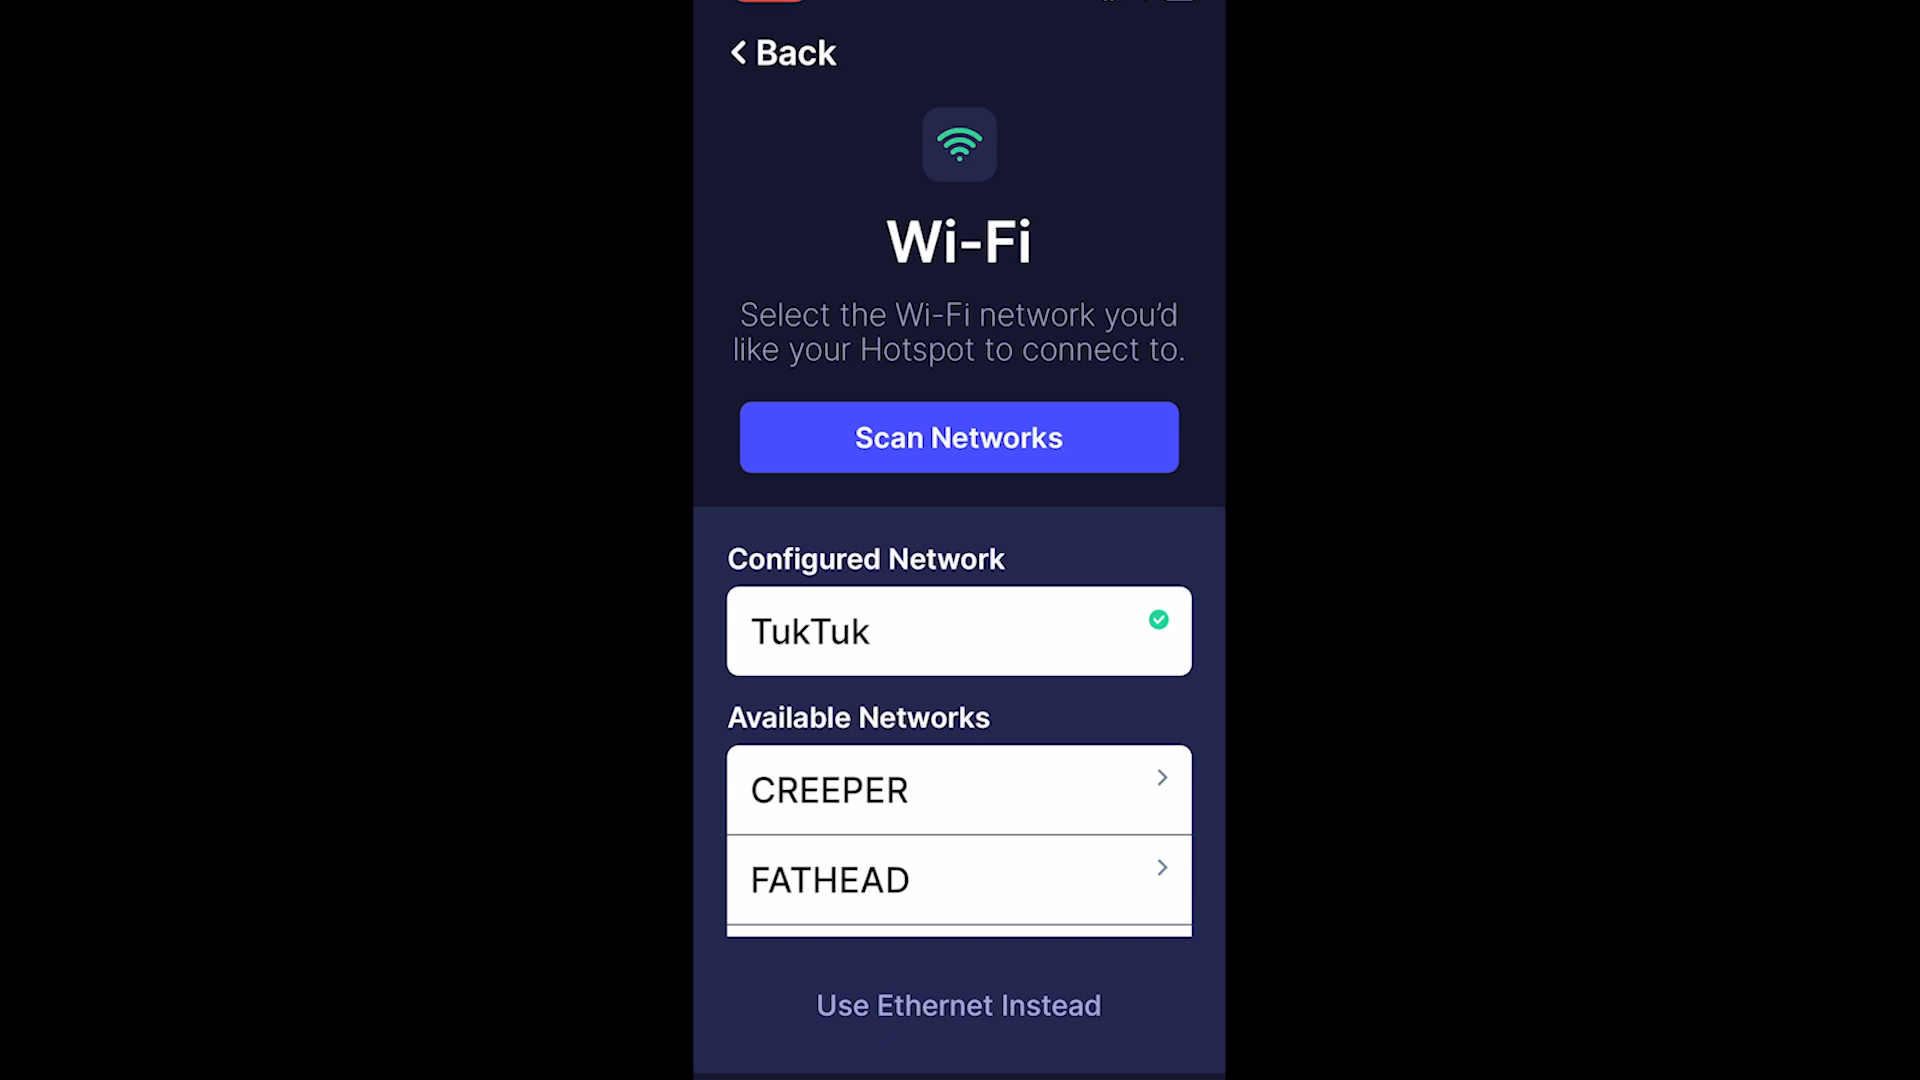 Back
Wi-Fi
Select the Wi-Fi network you’d
like your Hotspot to connect to.
Scan Networks
Configured Network
TukTuk
Available Networks
CREEPER
FATHEAD
Use Ethernet Instead